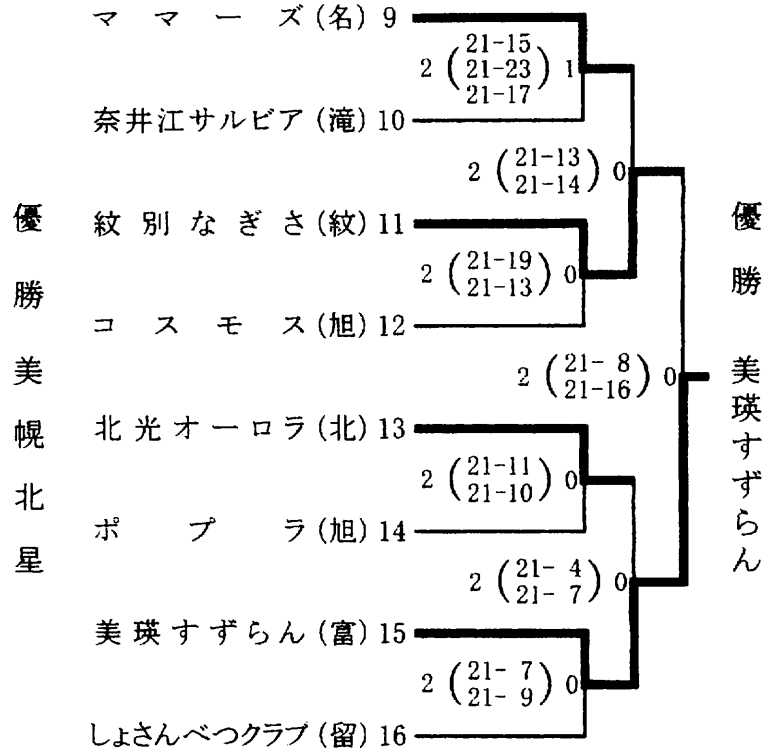 優勝 美幌北星
ママーズ(名) 9
2 (21-15 21-23 21-17) 1
奈井江サルビア(滝) 10
2 (21-13 21-14) 0
紋別なぎさ(紋) 11
2 (21-19 21-13) 0
コスモス(旭) 12
2 (21- 8 21-16) 0
北光オーロラ(北) 13
2 (21-11 21-10) 0
ポプラ(旭) 14
2 (21- 4 21- 7) 0
美瑛すずらん(富) 15
2 (21- 7 21- 9) 0
しょさんべつクラブ(留) 16
優勝 美瑛すずらん